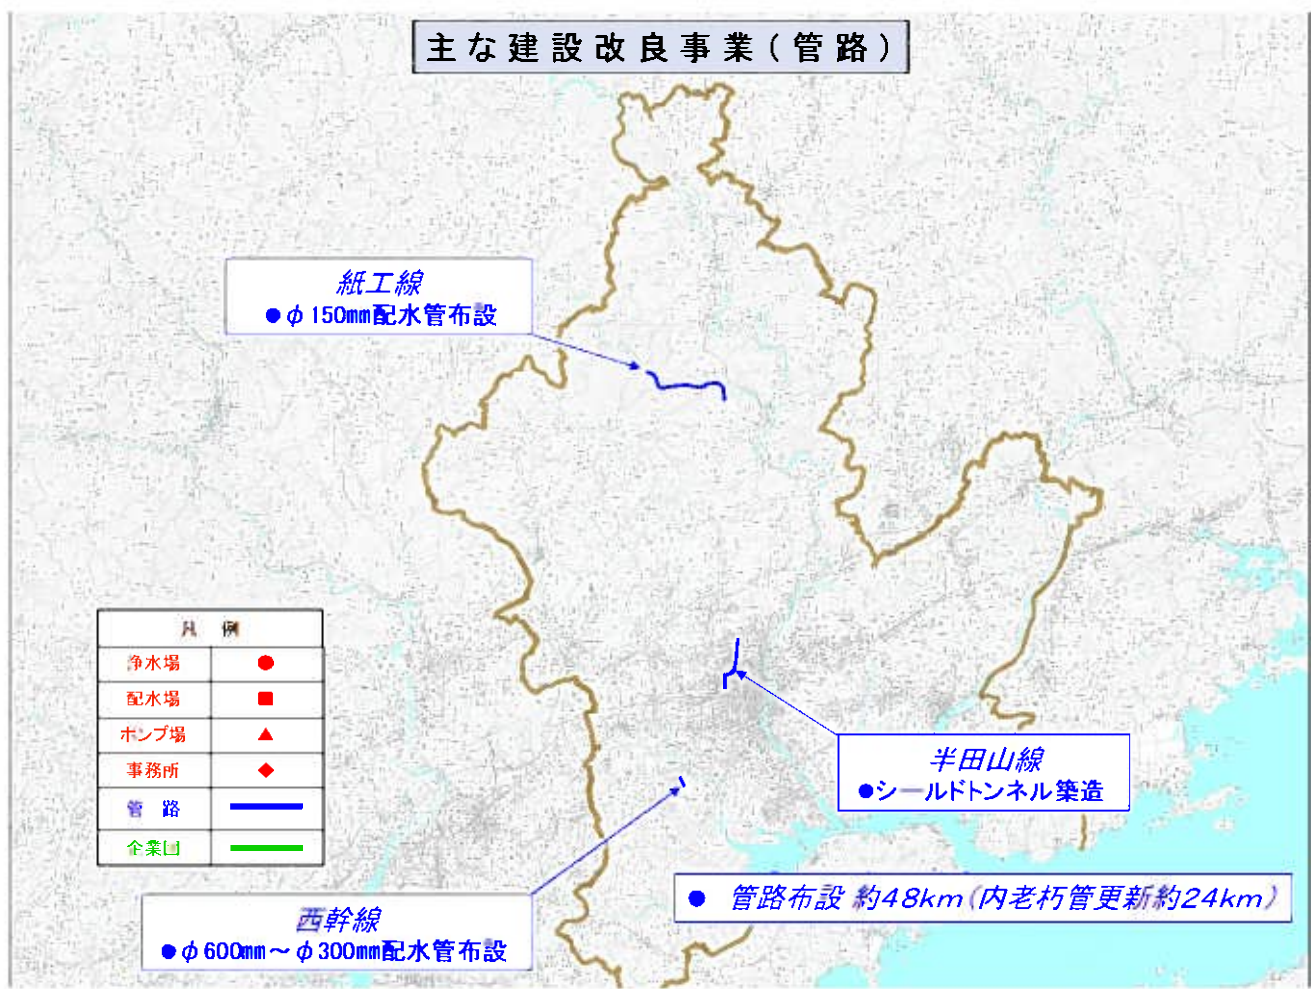 主な建設改良事業(管路)
紙工線
●φ150mm配水管布設
凡 例
浄水場
配水場
ポンプ場
事務所
管 路
企業団
半田山線
●シールドトンネル築造
● 管路布設 約48km(内老朽管更新約24km)
西幹線
●φ600mm～φ300mm配水管布設